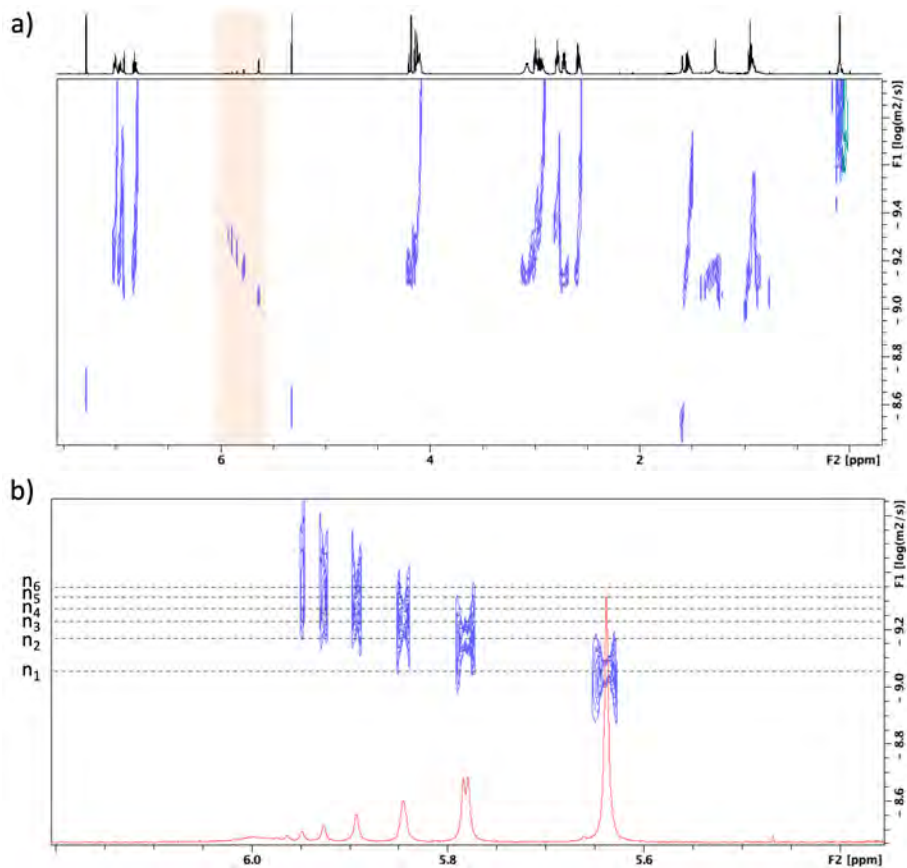 a)
F1 [log(m2/s)]
- 9.4
- 9.2
- 9.0
- 8.8
- 8.6
6
4
2
F2 [ppm]
b)
F1 [log(m2/s)]
n6
n5
n4
n3
n2
n1
- 9.2
- 9.0
- 8.8
- 8.6
6.0
5.8
5.6
F2 [ppm]